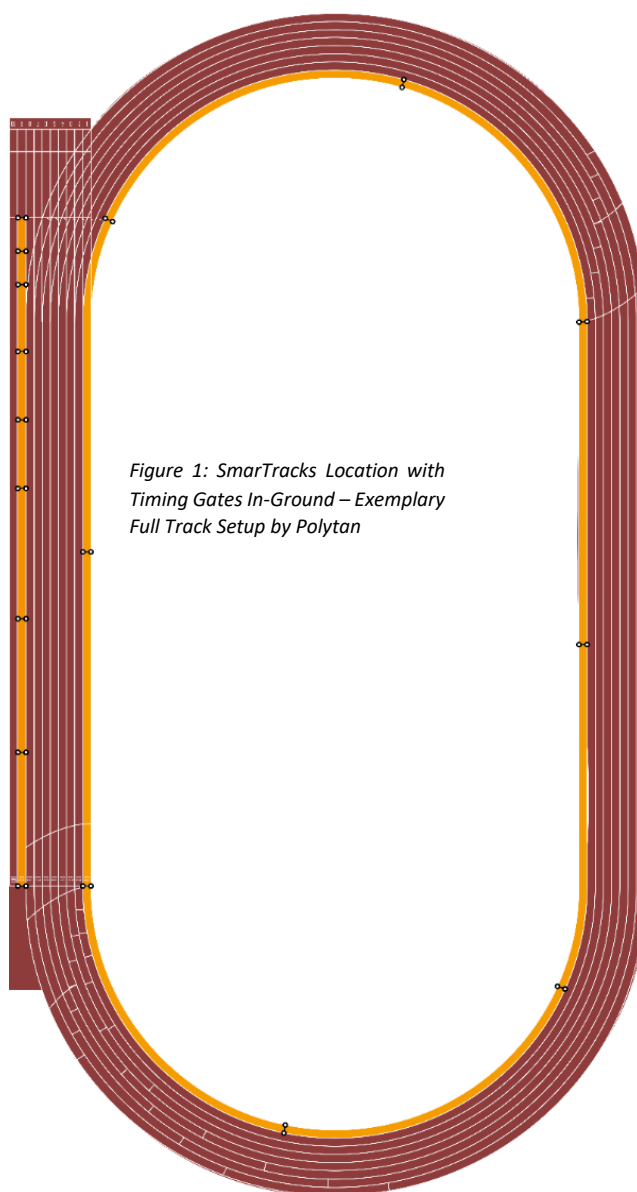 Figure 1: SmarTracks Location with
Timing Gates In-Ground – Exemplary
Full Track Setup by Polytan